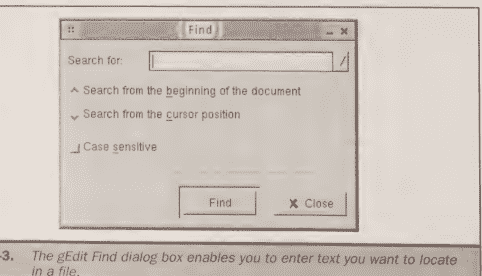 Find
Search for:
Search from the beginning of the document
Search from the cursor position
Case sensitive
Find
Close
-3. The gEdit Find dialog box enables you to enter text you want to locate
in a file.